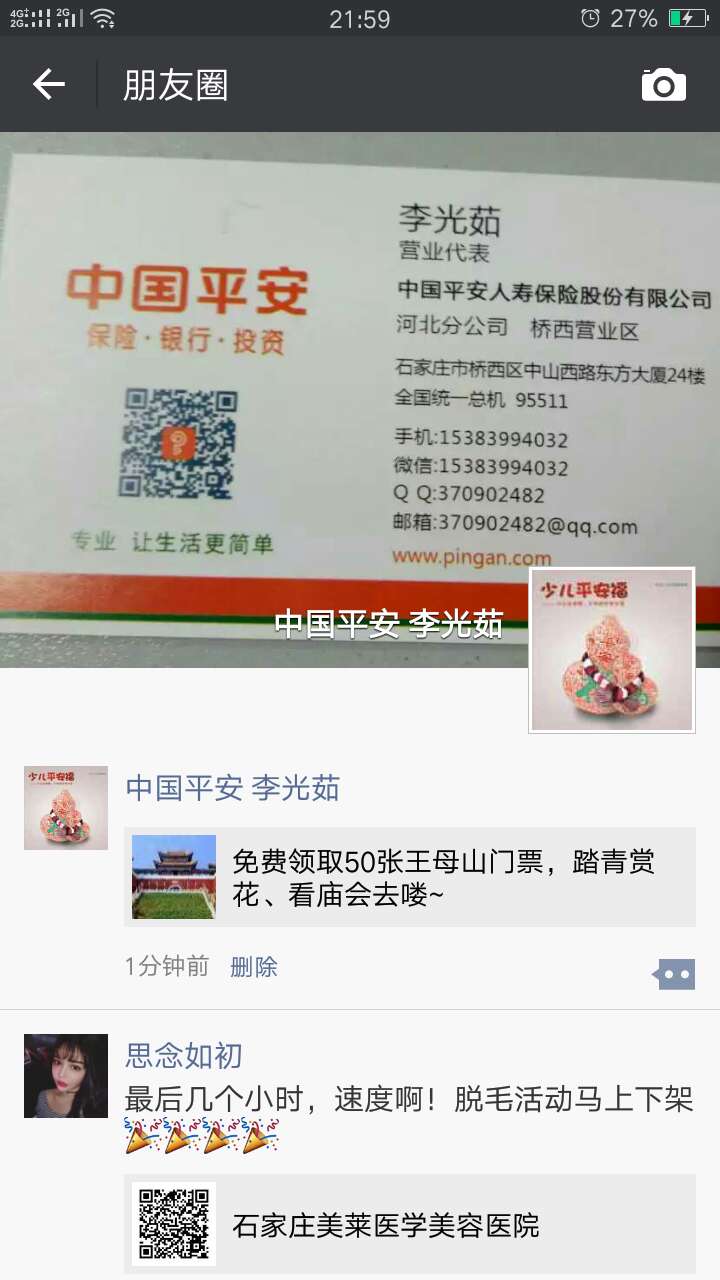 4G+ 2G 2G 21:59 27%
朋友圈
李光茹
营业代表
中国平安
保险·银行·投资
中国平安人寿保险股份有限公司
河北分公司 桥西营业区
石家庄市桥西区中山西路东方大厦24楼
全国统一总机 95511
手机:15383994032
微信:15383994032
Q Q:370902482
邮箱:370902482@qq.com
www.pingan.com
专业 让生活更简单
中国平安 李光茹
少儿平安福
少儿平安福
中国平安 李光茹
免费领取50张王母山门票，踏青赏
花、看庙会去喽~
1分钟前 删除
思念如初
最后几个小时，速度啊！脱毛活动马上下架
石家庄美莱医学美容医院